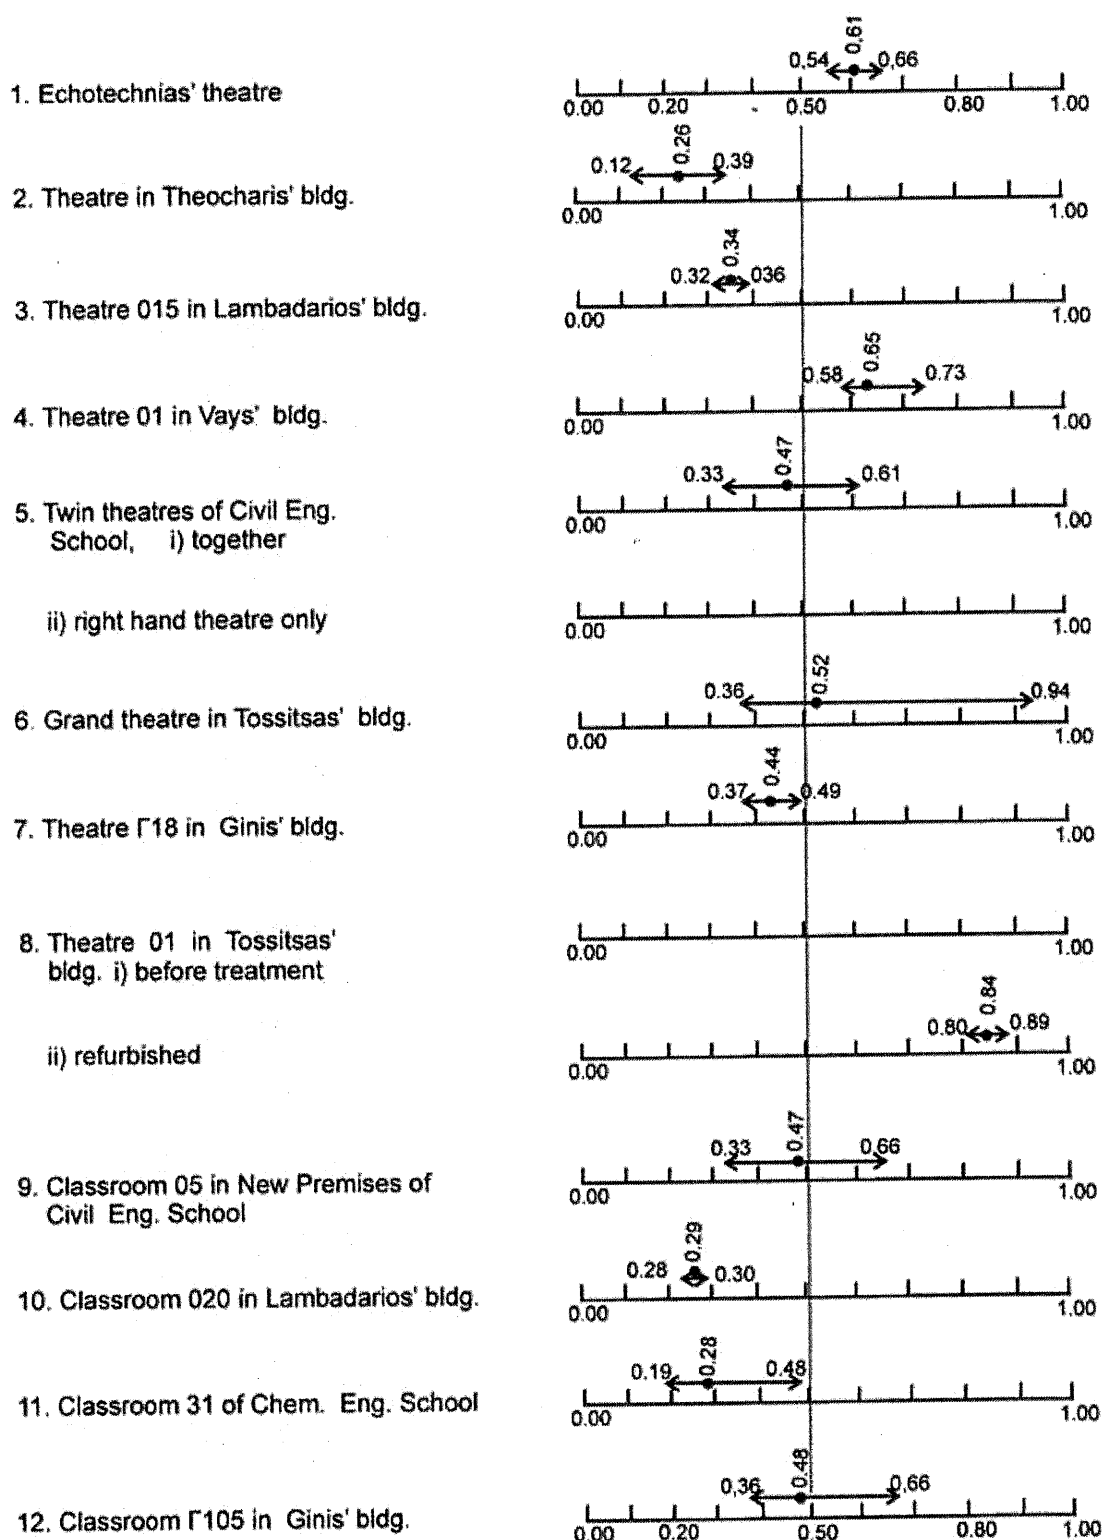 0,61
0,54 0,66
1. Echotechnias' theatre
0.00 0.20 0.50 0.80 1.00
0.26
0.12 0.39
2. Theatre in Theocharis' bldg.
0.00 1.00
0.34
0.32 036
3. Theatre 015 in Lambadarios' bldg.
0.00 1.00
0.65
0,58 0.73
4. Theatre 01 in Vays' bldg.
0.00 1.00
0.47
0.33 0.61
5. Twin theatres of Civil Eng.
0.00 1.00
School, i) together
ii) right hand theatre only
0.00 1.00
0.52
0.36 0.94
6. Grand theatre in Tossitsas' bldg.
0.00 1.00
0.44
0.37 0.49
7. Theatre Γ18 in Ginis' bldg.
0.00 1.00
8. Theatre 01 in Tossitsas'
0.00 1.00
bldg. i) before treatment
0.84
0.80 0.89
ii) refurbished
0.00 1.00
0.47
0.33 0.66
9. Classroom 05 in New Premises of
0.00 1.00
Civil Eng. School
0.29
0.28 0.30
10. Classroom 020 in Lambadarios' bldg.
0.00 1.00
0.28
0.19 0.48
11. Classroom 31 of Chem. Eng. School
0.00 1.00
0.48
0,36 0,66
12. Classroom Γ105 in Ginis' bldg.
0.00 0.20 0.50 0.80 1.00